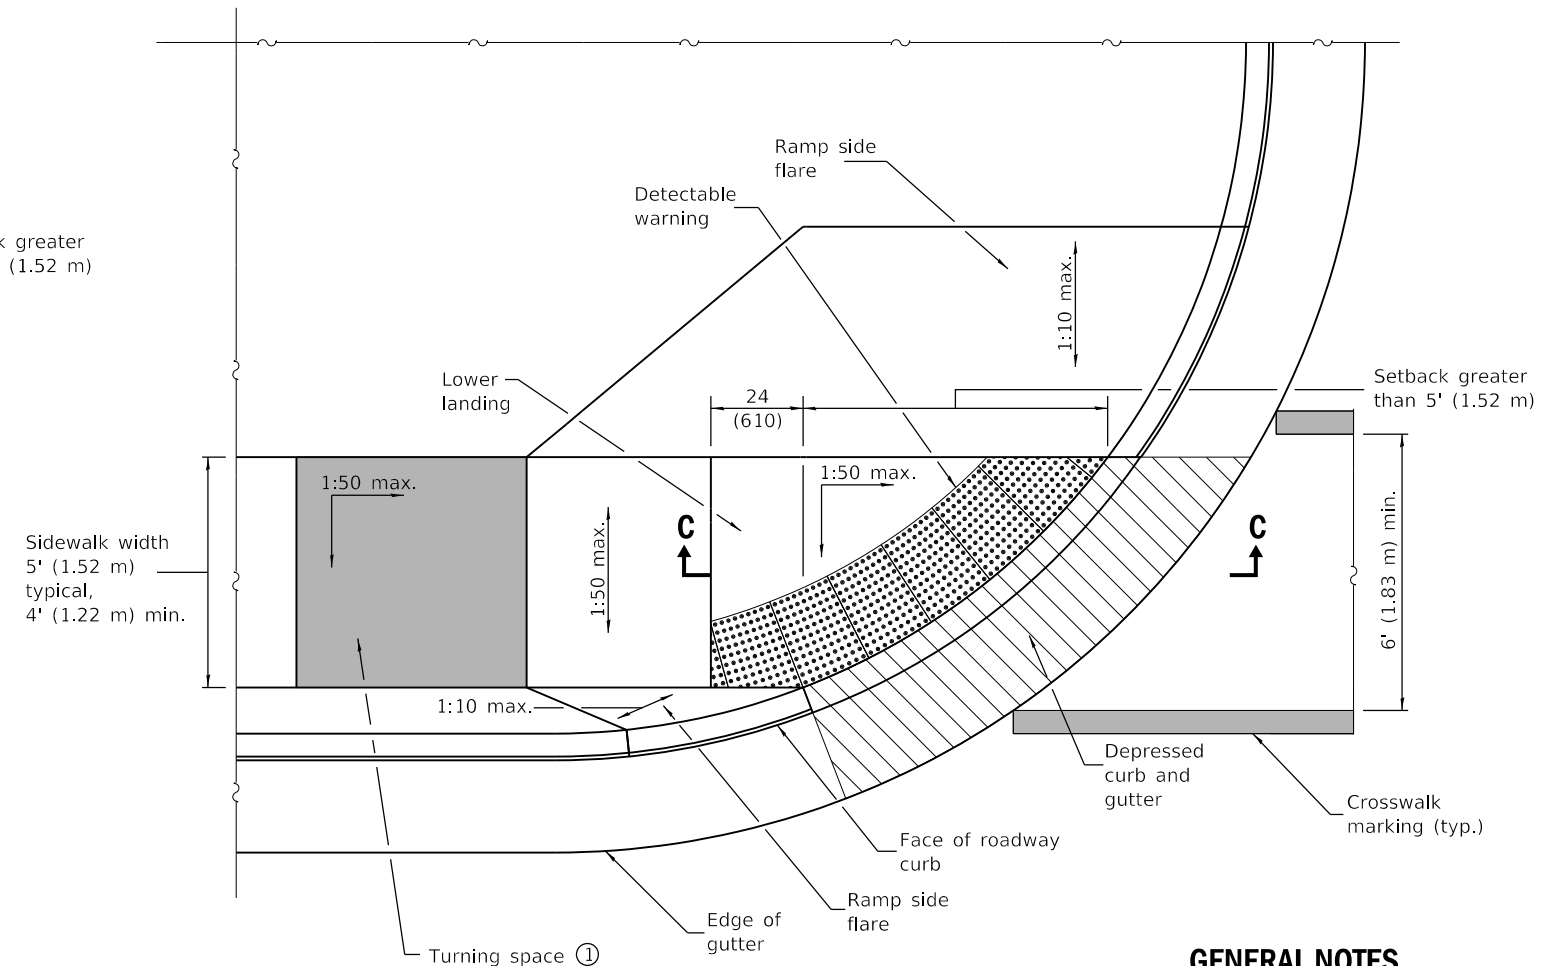 Ramp side
flare
Detectable
warning
greater
(1.52 m)
1:10 max.
Lower
landing
24
(610)
Setback greater
than 5' (1.52 m)
1:50 max.
1:50 max.
C
C
1:50 max.
Sidewalk width
5' (1.52 m)
typical,
4' (1.22 m) min.
6' (1.83 m) min.
1:10 max.
Depressed
curb and
gutter
Crosswalk
marking (typ.)
Face of roadway
curb
Ramp side
flare
Edge of
gutter
Turning space ①
GENERAL NOTES